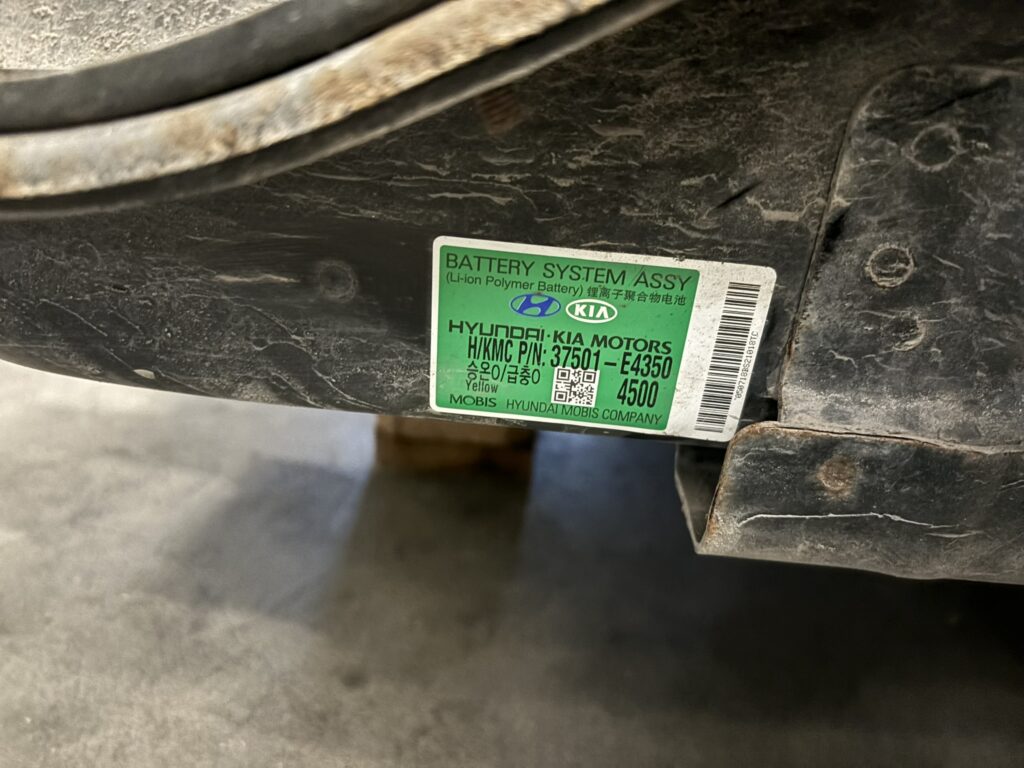 BATTERY SYSTEM ASSY
(Li-ion Polymer Battery) 锂离子聚合物电池
KIA
HYUNDAI · KIA MOTORS
H/KMC P/N: 37501-E4350
승온이/급충0
4500
Yellow
MOBIS HYUNDAI MOBIS COMPANY